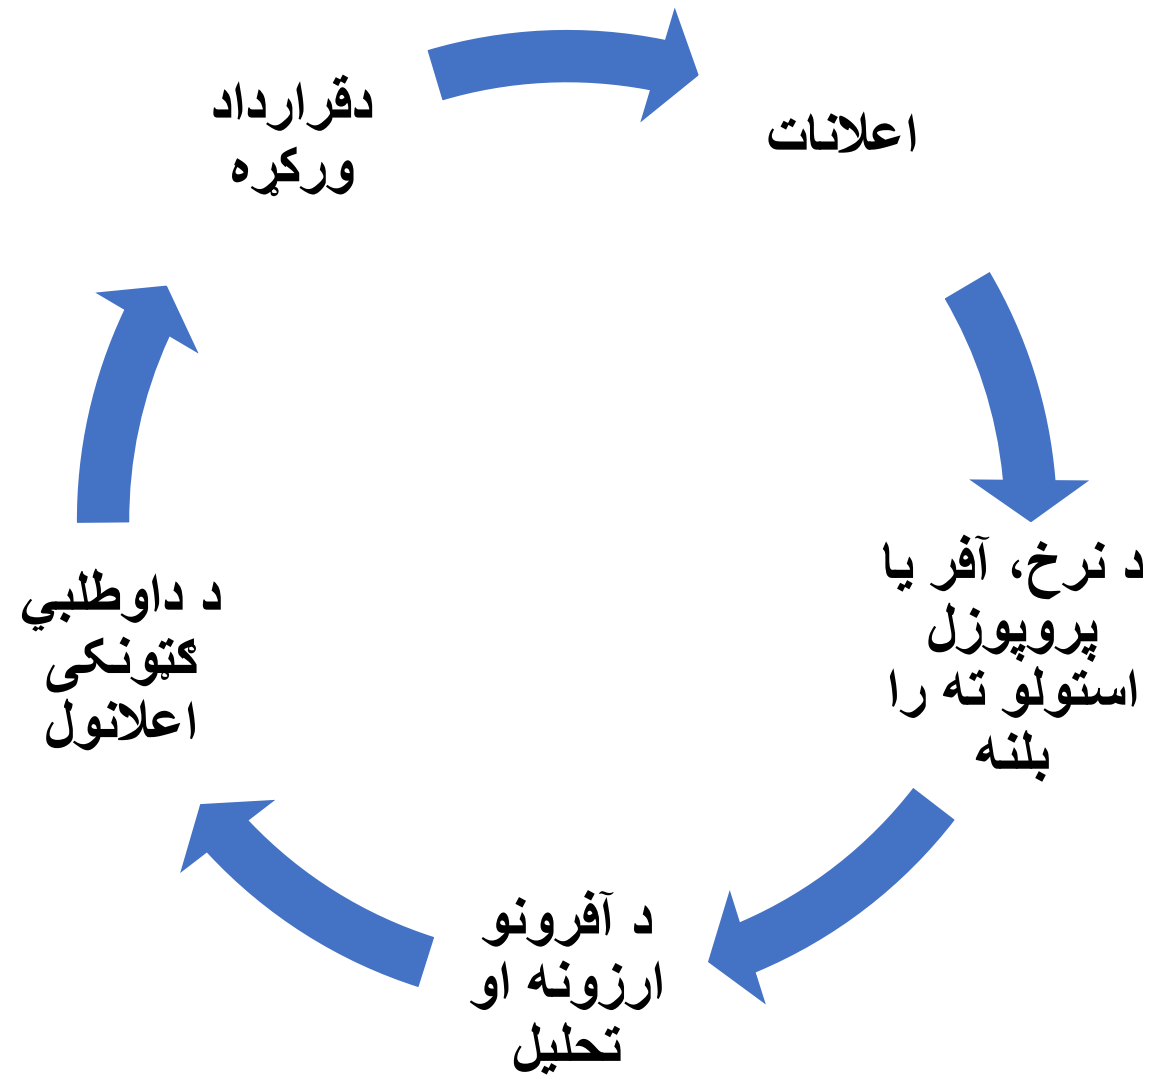 اعلانات
د نرخ، آفر یا
پروپوزل
استولو ته را
بلنه
د آفرونو
ارزونه او
تحلیل
د داوطلبي
ګټونکی
اعلانول
دقرارداد
ورکړه